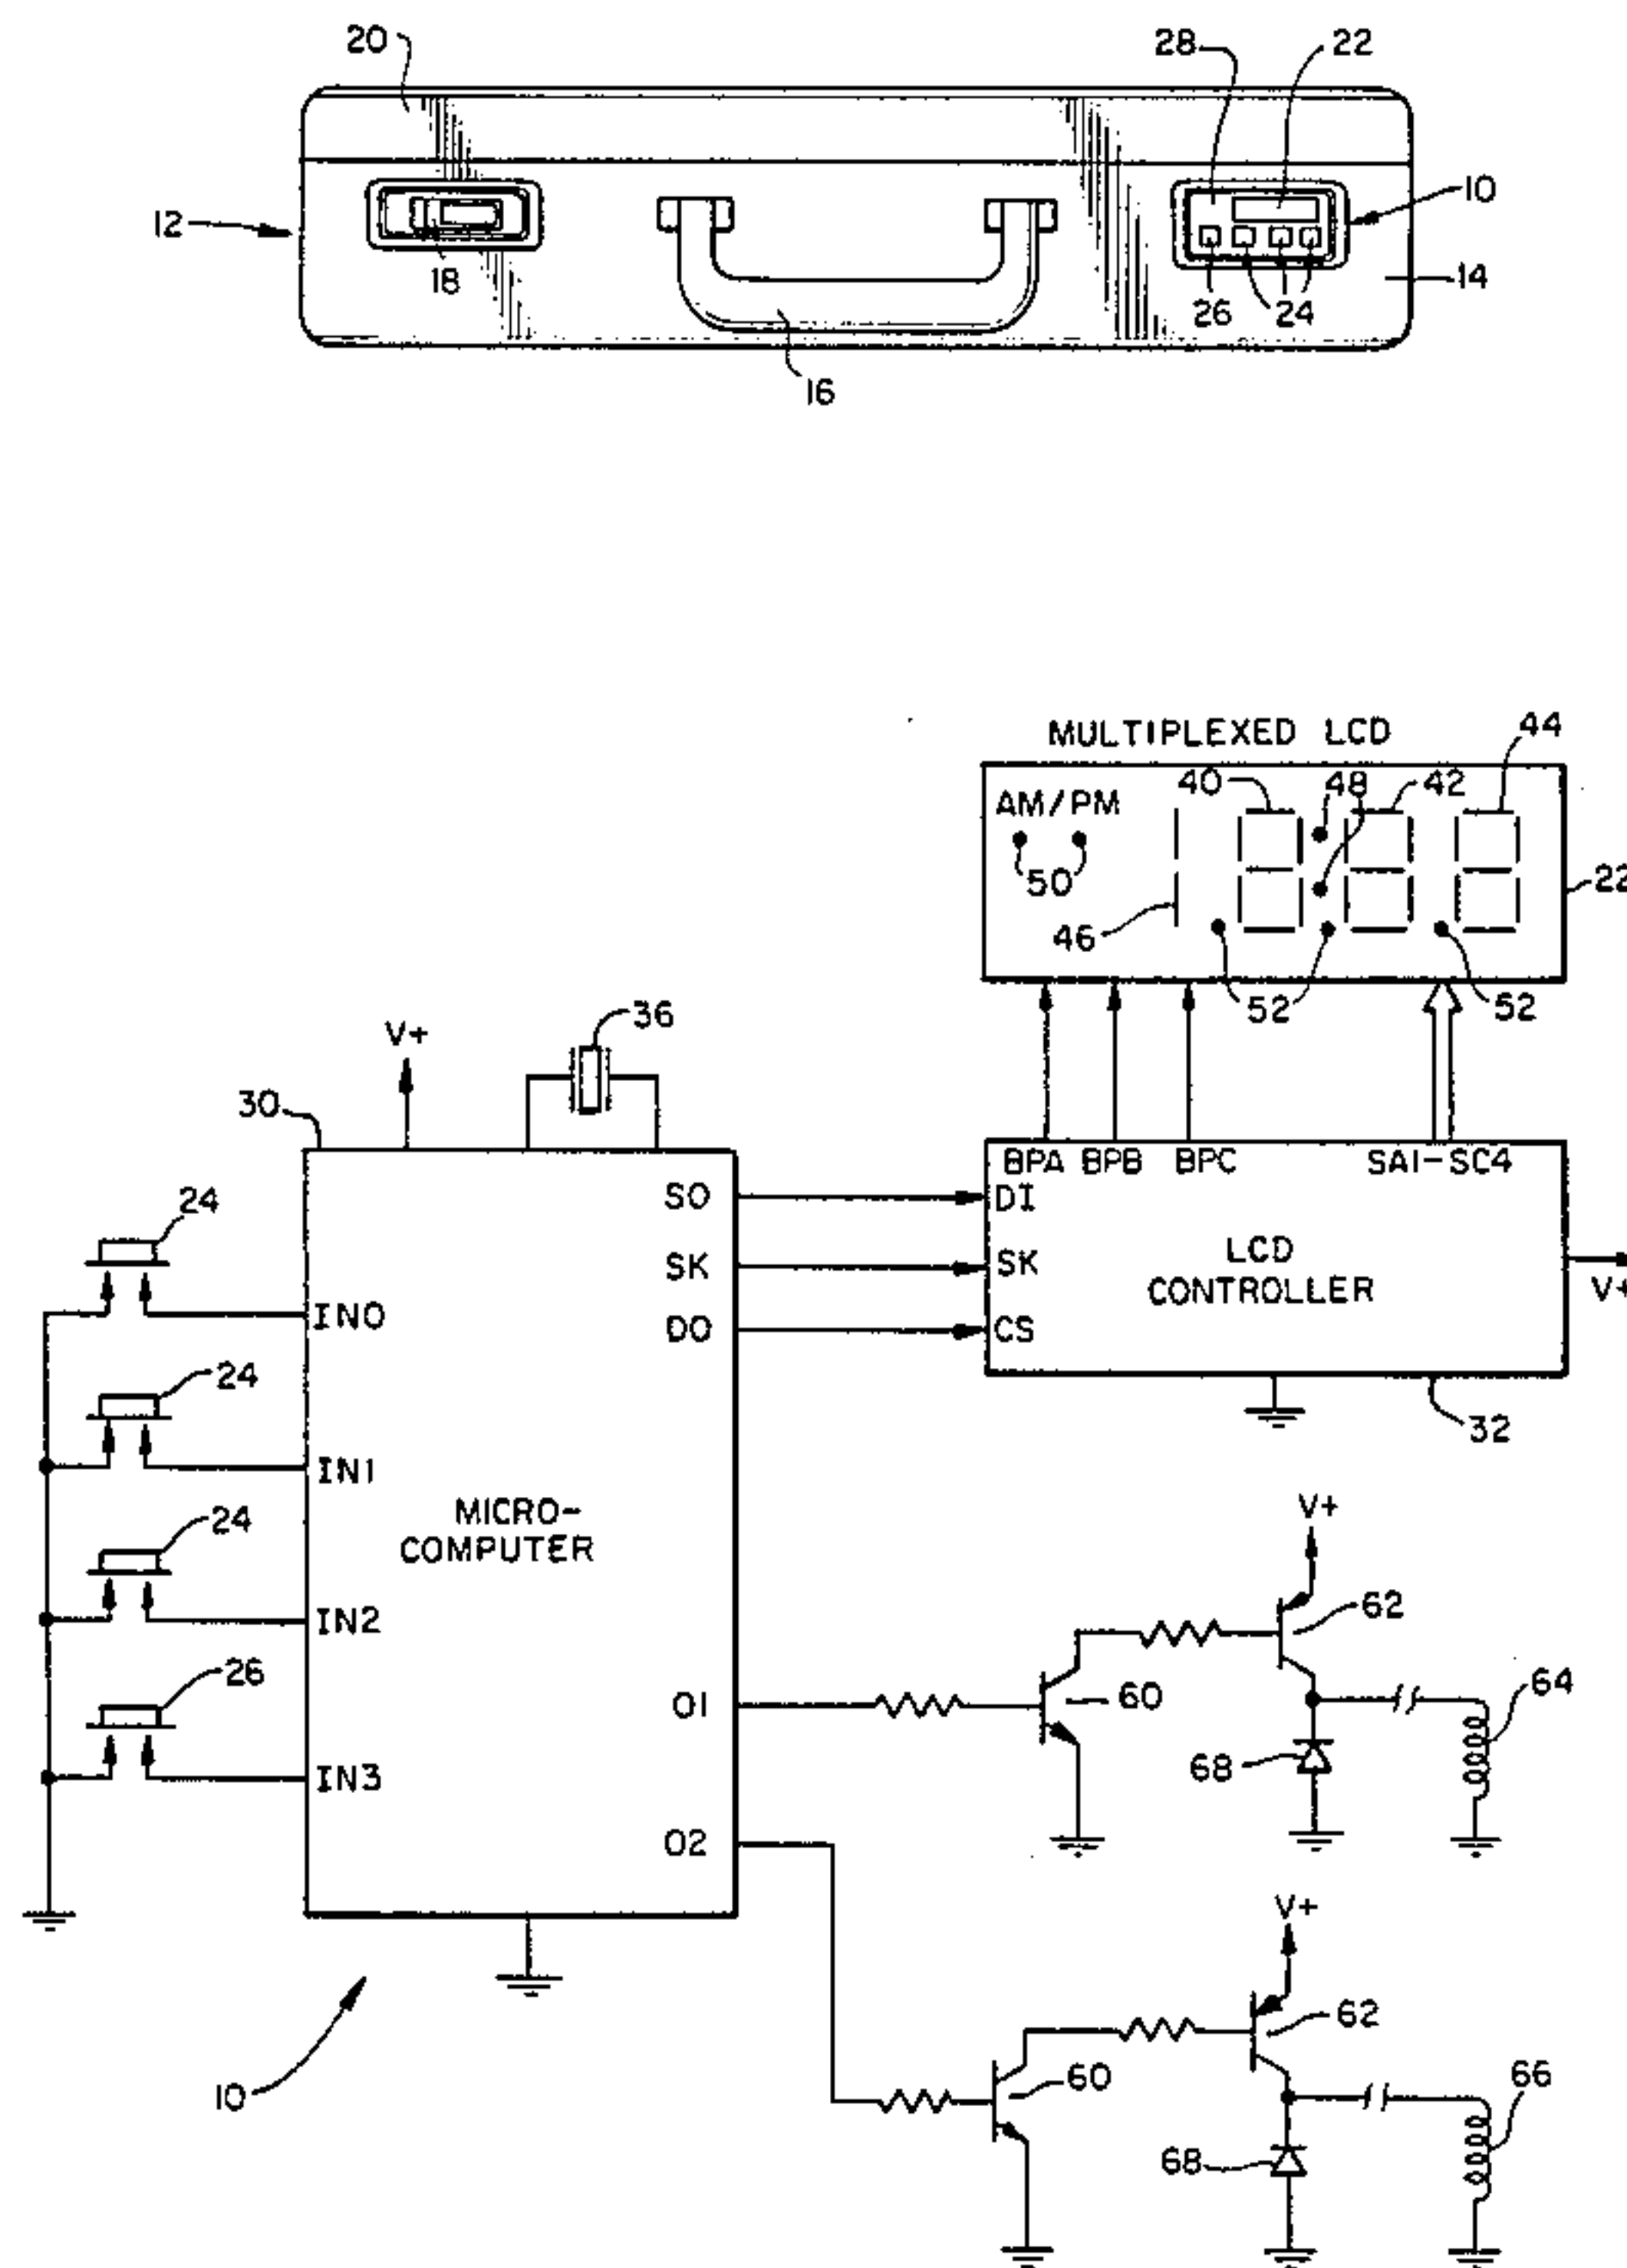 20
28
22
12
10
18
14
26
24
16
MULTIPLEXED LCD
44
AM/PM
40
48
42
50
22
46
52
52
V+
36
30
BPA BPB BPC SA1-SC4
SO
DI
24
SK
SK
LCD
CONTROLLER
V+
IN0
DO
CS
24
32
IN1
MICRO-
COMPUTER
24
V+
IN2
62
26
O1
60
64
68
IN3
O2
V+
62
10
60
66
68